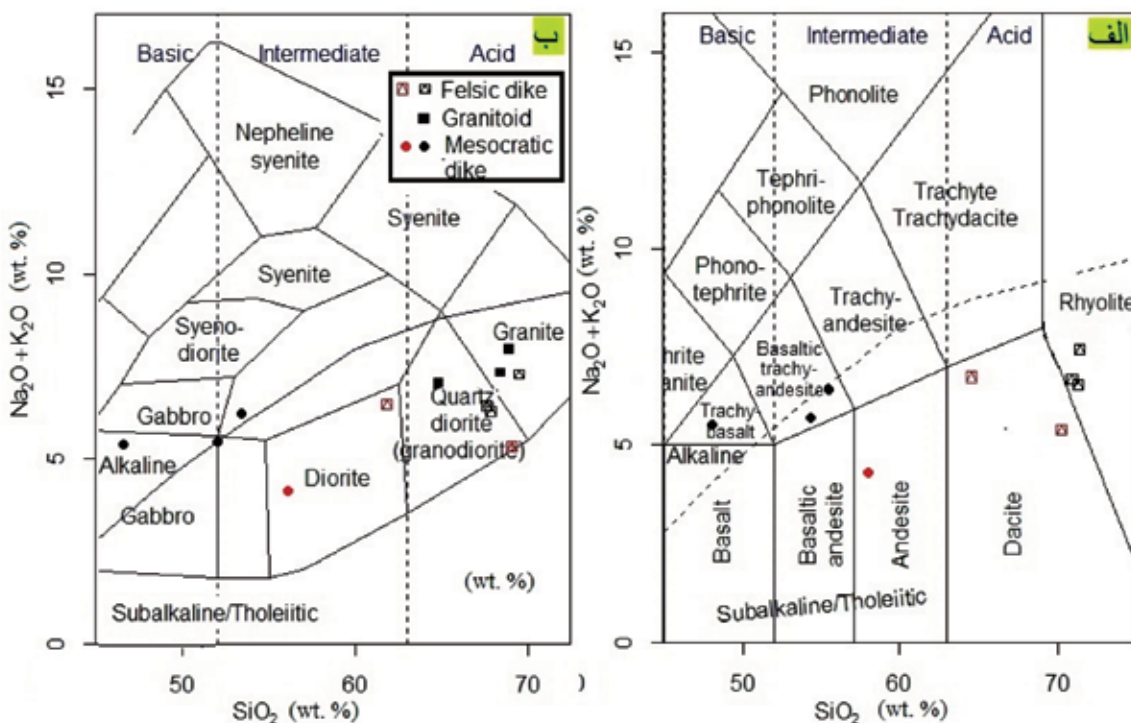 ب
Basic
Intermediate
Acid
Felsic dike
Granitoid
Mesocratic
dike
Nepheline
syenite
Syenite
Syenite
Syeno-
diorite
Gabbro
Granite
Quartz
diorite
(granodiorite)
Alkaline
Diorite
Gabbro
(wt. %)
Subalkaline/Tholeiitic
Na₂O+K₂O (wt. %)
0
5
10
15
50
60
70
SiO₂ (wt. %)
الف
Basic
Intermediate
Acid
Phonolite
Tephri-
phonolite
Trachyte
Trachydacite
Phono-
tephrite
Trachy-
andesite
Rhyolite
hrite
anite
Basaltic
trachy-
andesite
Trachy-
basalt
Alkaline
Basalt
Basaltic
andesite
Andesite
Dacite
Subalkaline/Tholeiitic
Na₂O+K₂O (wt. %)
0
5
10
15
0
50
60
70
SiO₂ (wt. %)